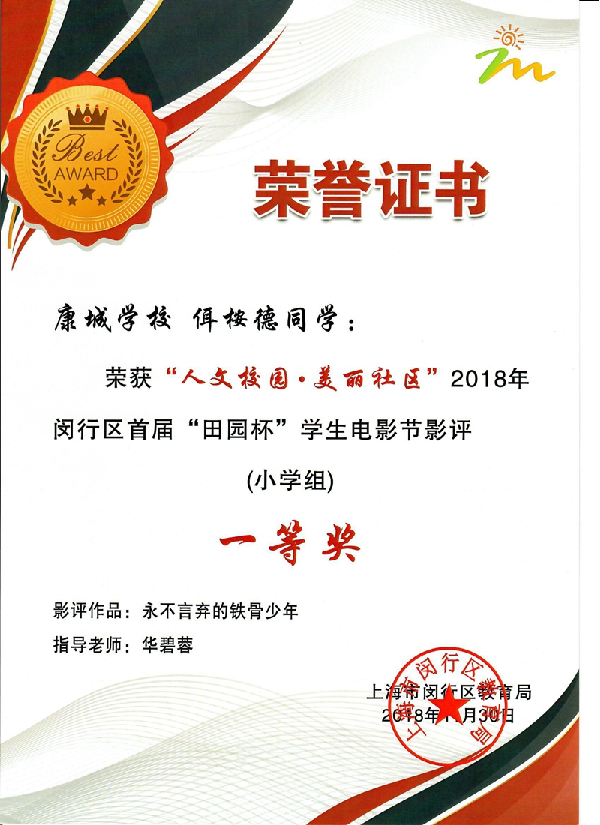 Best
AWARD
荣誉证书
康城学校 佴桉德同学：
荣获“人文校园·美丽社区”2018年
闵行区首届“田园杯”学生电影节影评
(小学组)
一等奖
影评作品：永不言弃的铁骨少年
指导老师：华碧蓉
上海市闵行区教育局
2018年 月30日
上海市闵行区教育局